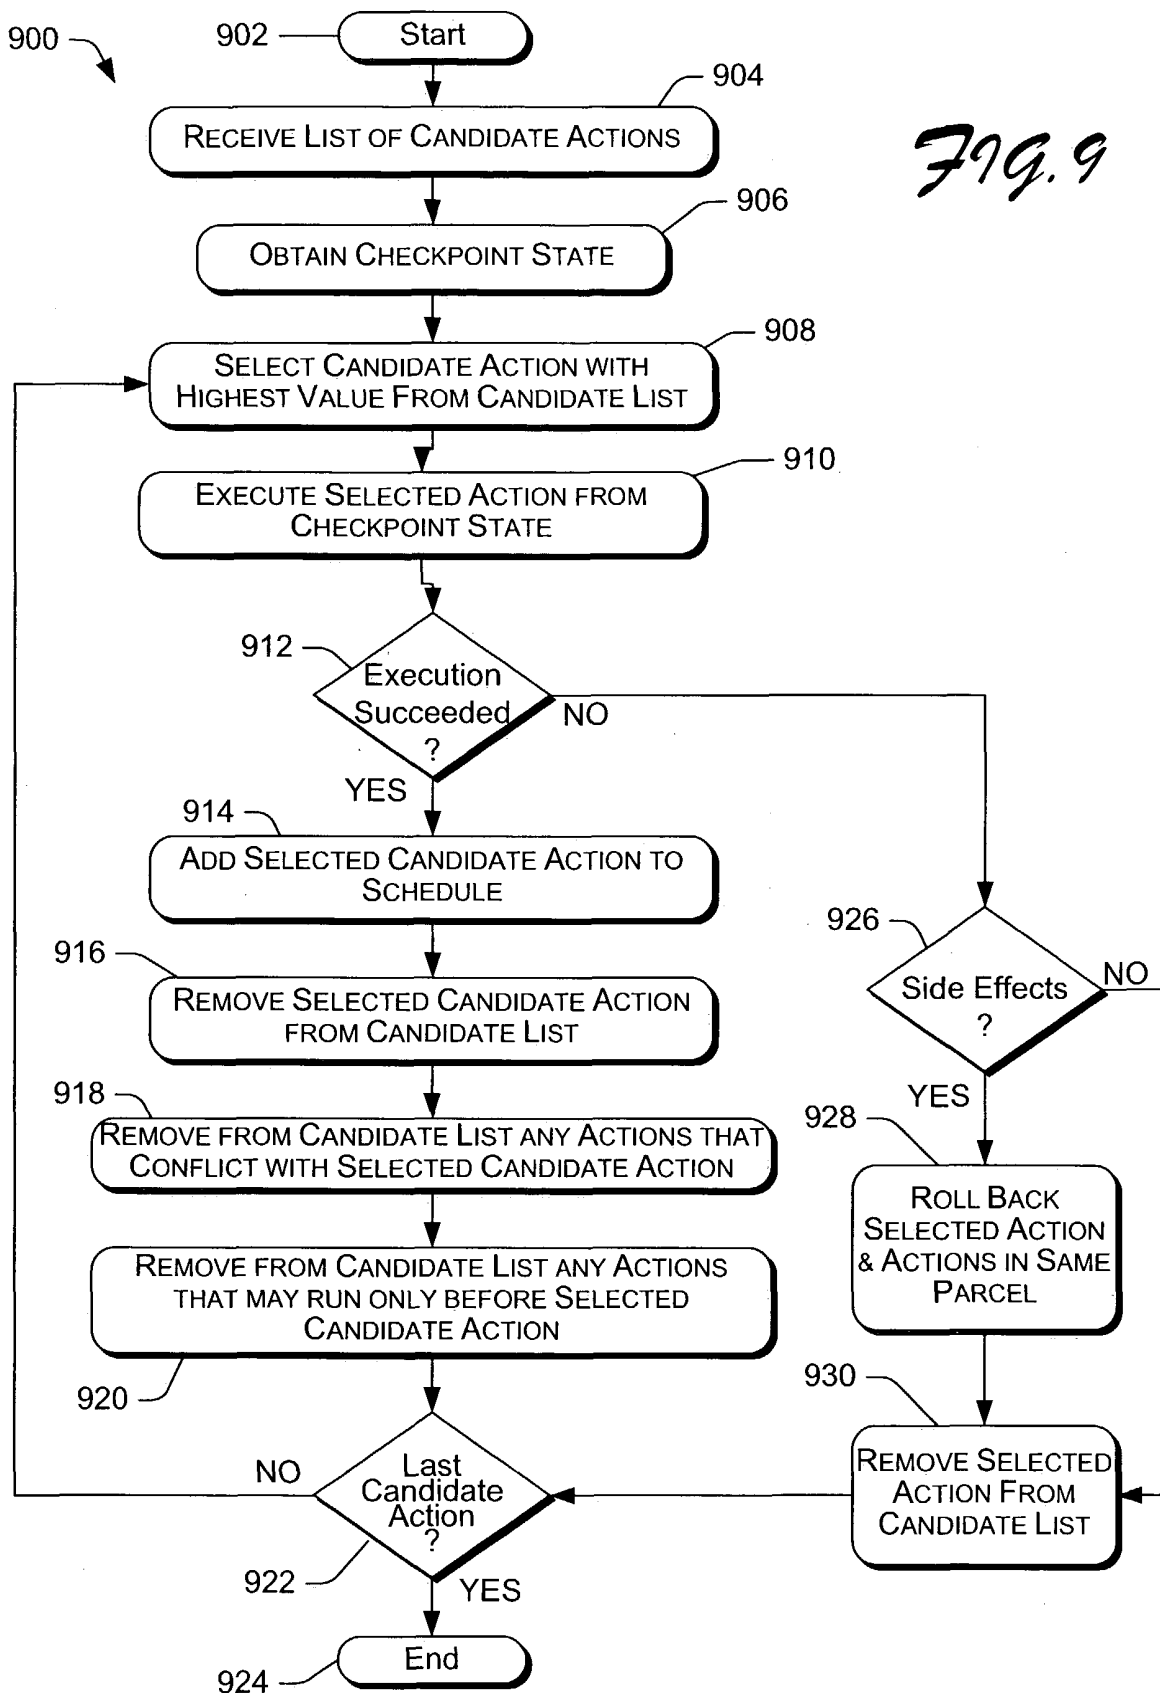 900
902
Start
904
RECEIVE LIST OF CANDIDATE ACTIONS
FIG. 9
906
OBTAIN CHECKPOINT STATE
908
SELECT CANDIDATE ACTION WITH
HIGHEST VALUE FROM CANDIDATE LIST
910
EXECUTE SELECTED ACTION FROM
CHECKPOINT STATE
912
Execution
Succeeded
?
NO
YES
914
ADD SELECTED CANDIDATE ACTION TO
SCHEDULE
916
REMOVE SELECTED CANDIDATE ACTION
FROM CANDIDATE LIST
918
REMOVE FROM CANDIDATE LIST ANY ACTIONS THAT
CONFLICT WITH SELECTED CANDIDATE ACTION
REMOVE FROM CANDIDATE LIST ANY ACTIONS
THAT MAY RUN ONLY BEFORE SELECTED
CANDIDATE ACTION
920
NO
Last
Candidate
Action
?
922
YES
End
924
926
Side Effects
?
NO
YES
928
ROLL BACK
SELECTED ACTION
& ACTIONS IN SAME
PARCEL
930
REMOVE SELECTED
ACTION FROM
CANDIDATE LIST